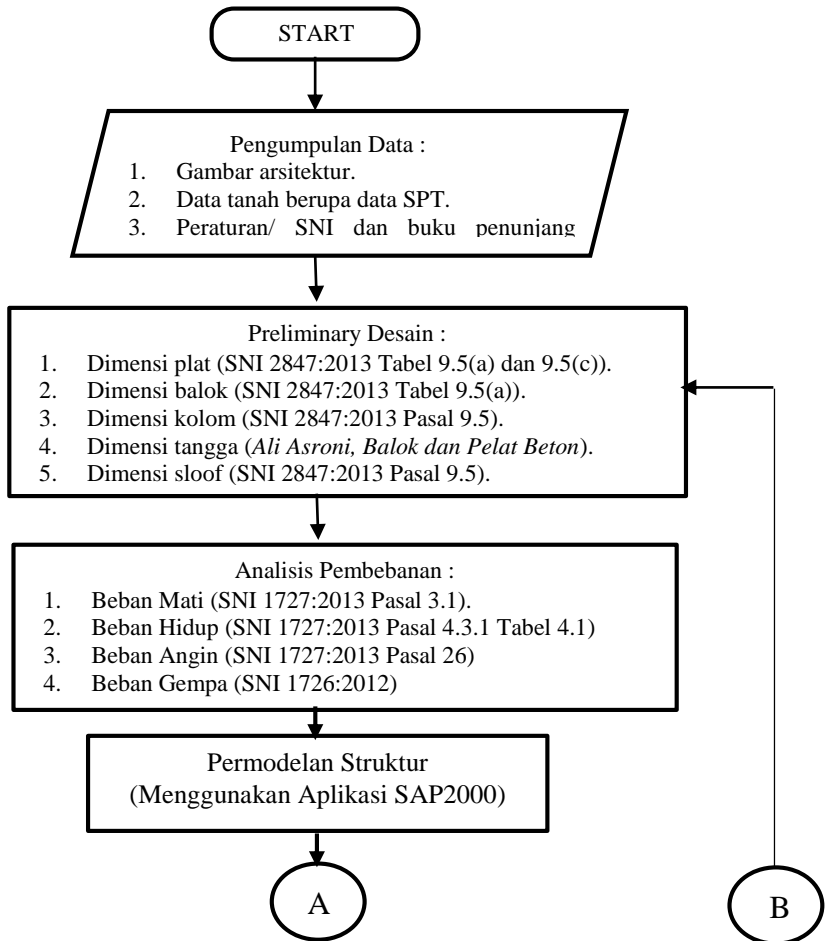 START
Pengumpulan Data :
1. Gambar arsitektur.
2. Data tanah berupa data SPT.
3. Peraturan/ SNI dan buku penunjang
Preliminary Desain :
1. Dimensi plat (SNI 2847:2013 Tabel 9.5(a) dan 9.5(c)).
2. Dimensi balok (SNI 2847:2013 Tabel 9.5(a)).
3. Dimensi kolom (SNI 2847:2013 Pasal 9.5).
4. Dimensi tangga (Ali Asroni, Balok dan Pelat Beton).
5. Dimensi sloof (SNI 2847:2013 Pasal 9.5).
Analisis Pembebanan :
1. Beban Mati (SNI 1727:2013 Pasal 3.1).
2. Beban Hidup (SNI 1727:2013 Pasal 4.3.1 Tabel 4.1)
3. Beban Angin (SNI 1727:2013 Pasal 26)
4. Beban Gempa (SNI 1726:2012)
Permodelan Struktur
(Menggunakan Aplikasi SAP2000)
A
B